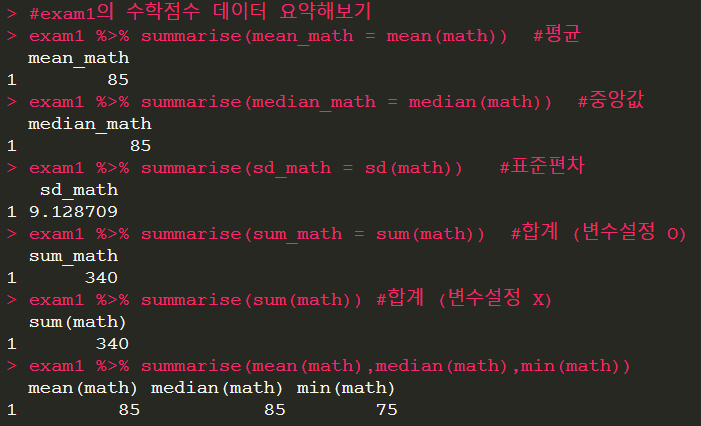 > #exam1의 수학점수 데이터 요약해보기
> exam1 %>% summarise(mean_math = mean(math))  #평균
  mean_math
1        85
> exam1 %>% summarise(median_math = median(math))  #중앙값
  median_math
1          85
> exam1 %>% summarise(sd_math = sd(math))   #표준편차
   sd_math
1 9.128709
> exam1 %>% summarise(sum_math = sum(math))  #합계 (변수설정 O)
  sum_math
1      340
> exam1 %>% summarise(sum(math)) #합계 (변수설정 X)
  sum(math)
1       340
> exam1 %>% summarise(mean(math),median(math),min(math))
  mean(math) median(math) min(math)
1         85           85        75